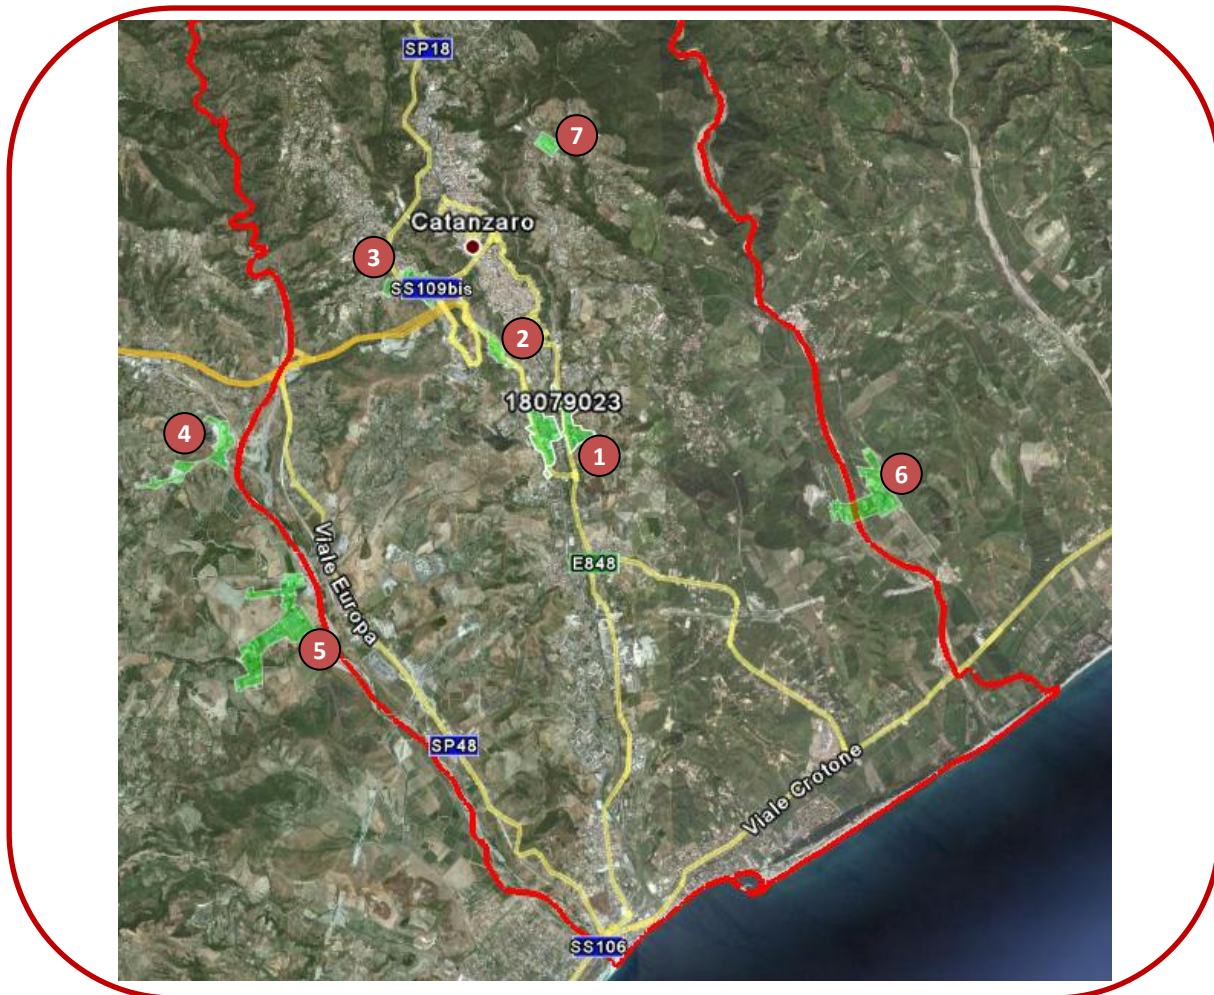 SP18
7
Catanzaro
3
SS109bis
2
18079023
4
1
6
Viale Europa
E848
5
SP48
Viale Crotone
SS106